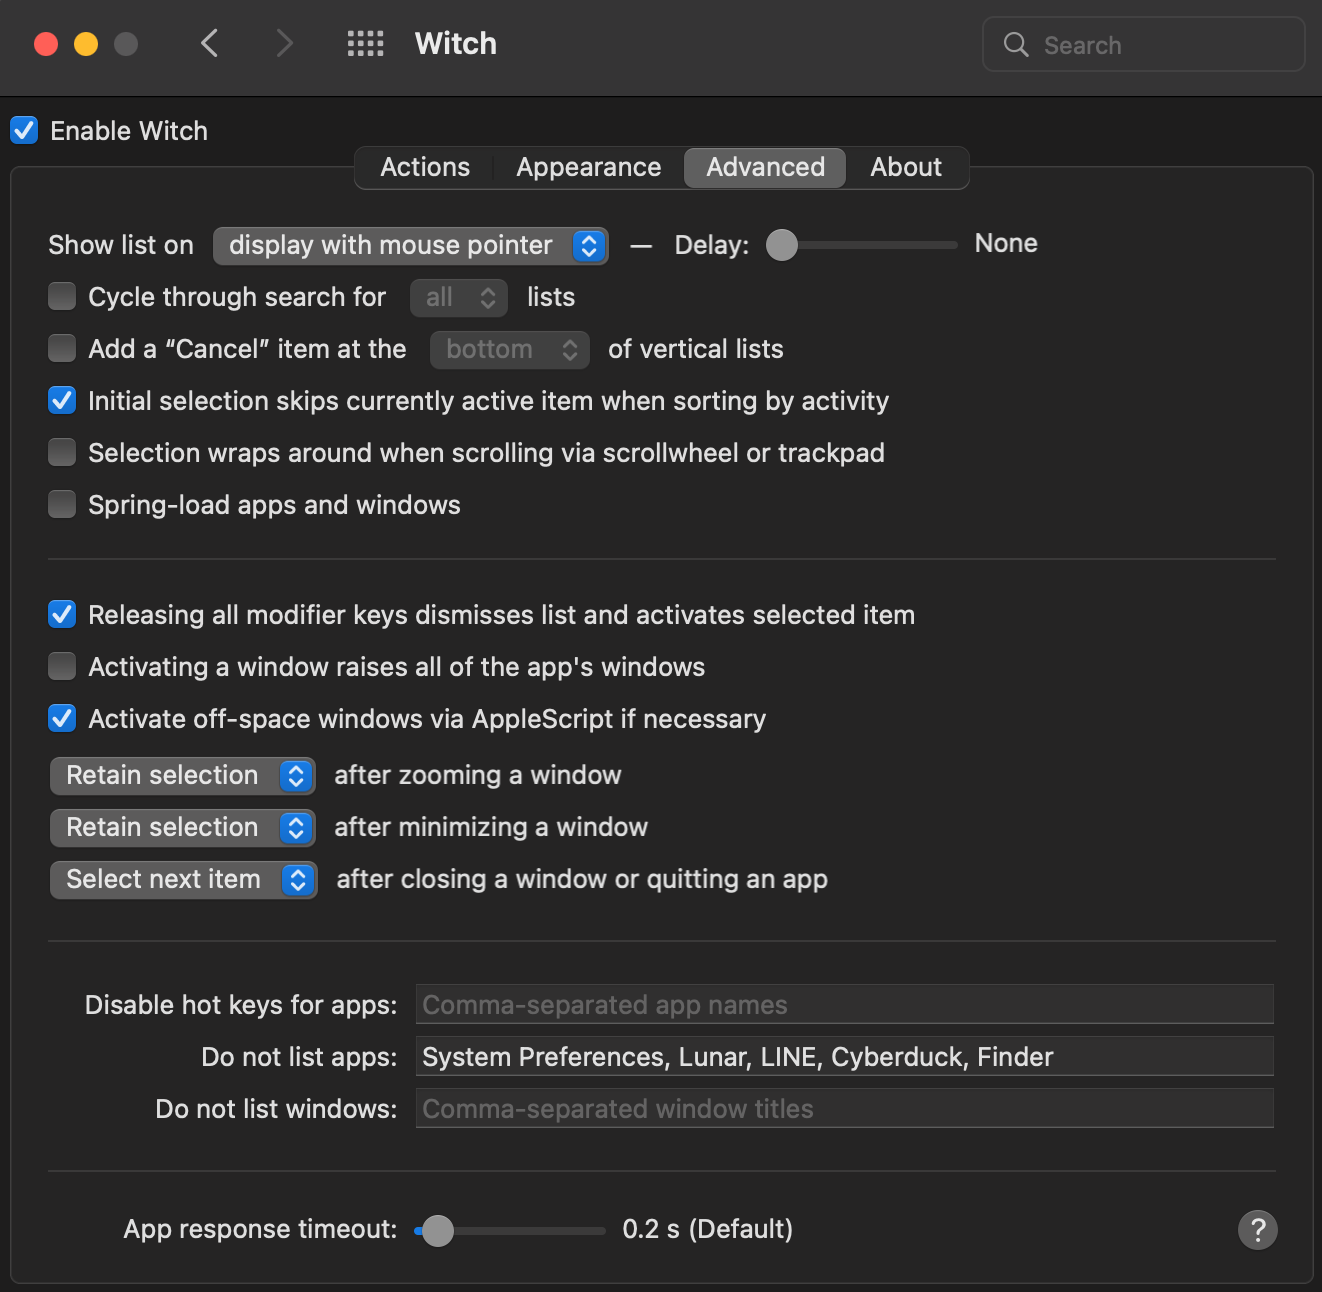 Witch
Search
Enable Witch
Actions Appearance Advanced About
Show list on display with mouse pointer — Delay: None
Cycle through search for all lists
Add a “Cancel” item at the bottom of vertical lists
Initial selection skips currently active item when sorting by activity
Selection wraps around when scrolling via scrollwheel or trackpad
Spring-load apps and windows
Releasing all modifier keys dismisses list and activates selected item
Activating a window raises all of the app's windows
Activate off-space windows via AppleScript if necessary
Retain selection after zooming a window
Retain selection after minimizing a window
Select next item after closing a window or quitting an app
Disable hot keys for apps: Comma-separated app names
Do not list apps: System Preferences, Lunar, LINE, Cyberduck, Finder
Do not list windows: Comma-separated window titles
App response timeout: 0.2 s (Default) ?